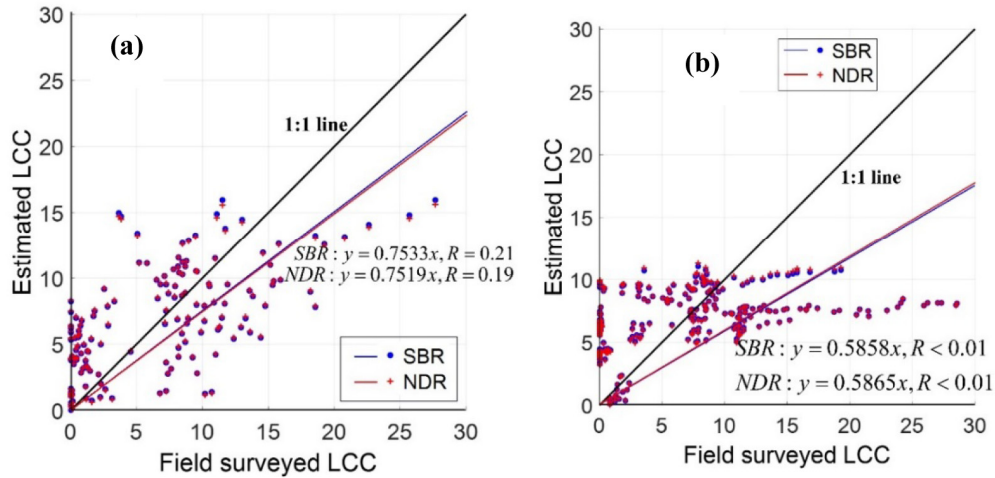 (a)
30
25
20
15
10
5
0
0 5 10 15 20 25 30
Estimated LCC
Field surveyed LCC
1:1 line
SBR : y = 0.7533x, R = 0.21
NDR : y = 0.7519x, R = 0.19
SBR
NDR
(b)
SBR
NDR
30
25
20
15
10
5
0
0 5 10 15 20 25 30
Estimated LCC
Field surveyed LCC
1:1 line
SBR : y = 0.5858x, R < 0.01
NDR : y = 0.5865x, R < 0.01